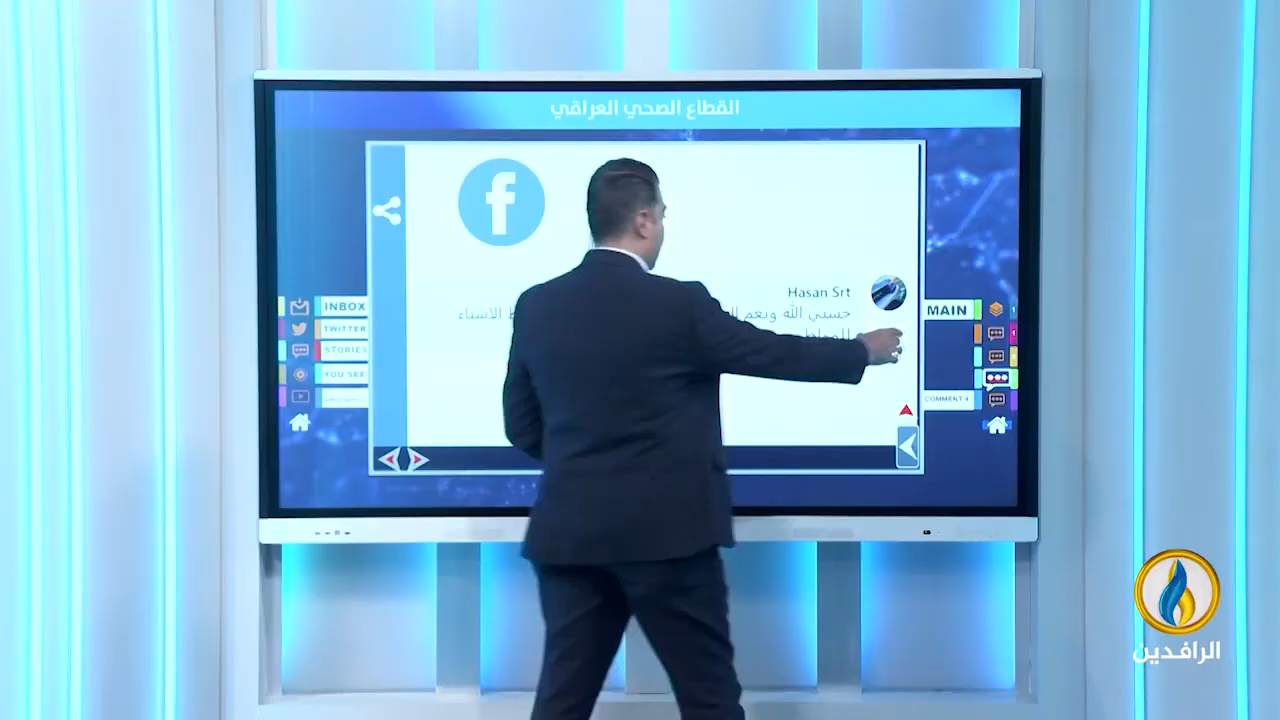 القطاع الصحي العراقي
f
Hasan Srt
حسبي الله ونعم
INBOX
TWITTER
STORIES
YOU SEE
MAIN
COMMENT 4
الرافدين